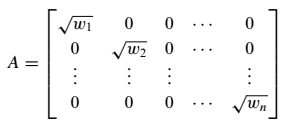 √w₁ 0 0 ⋯ 0
0 √w₂ 0 ⋯ 0
A = ⋮ ⋮ ⋮ ⋮
0 0 0 ⋯ √wₙ